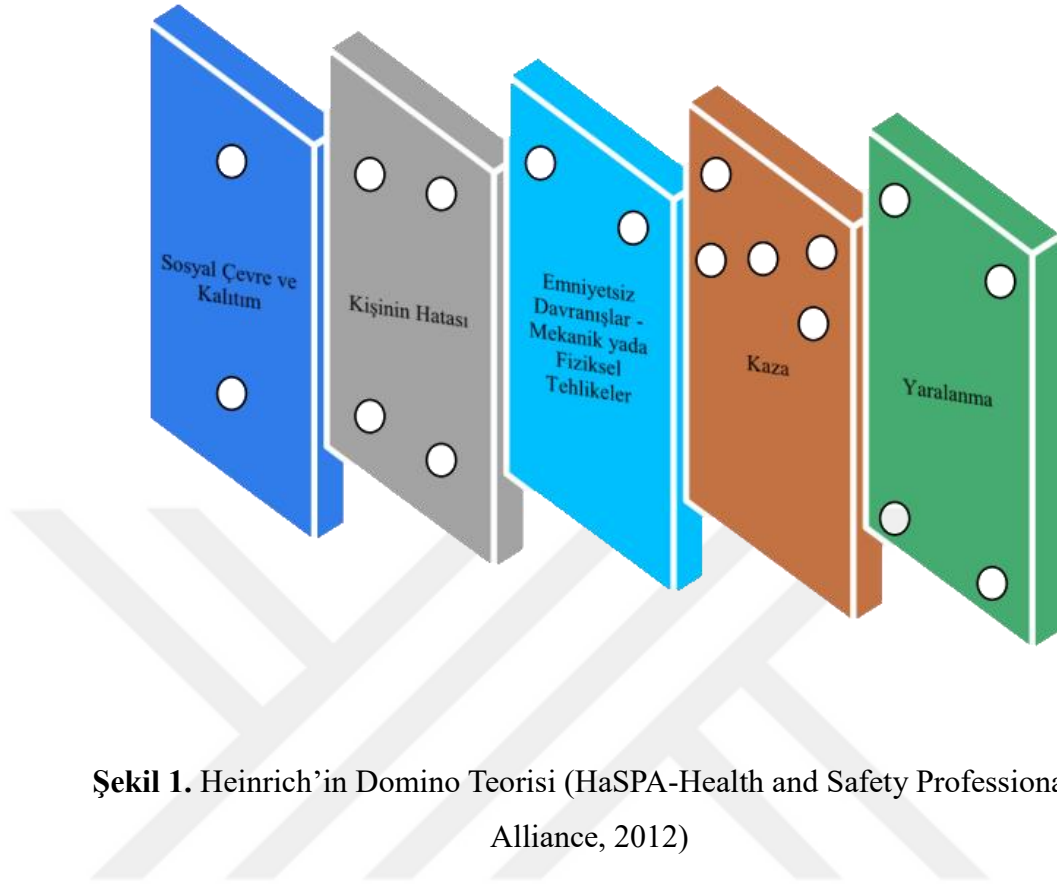 Sosyal Çevre ve
Kalıtım
Kişinin Hatası
Emniyetsiz
Davranışlar -
Mekanik yada
Fiziksel
Tehlikeler
Kaza
Yaralanma
Şekil 1. Heinrich’in Domino Teorisi (HaSPA-Health and Safety Professiona
Alliance, 2012)